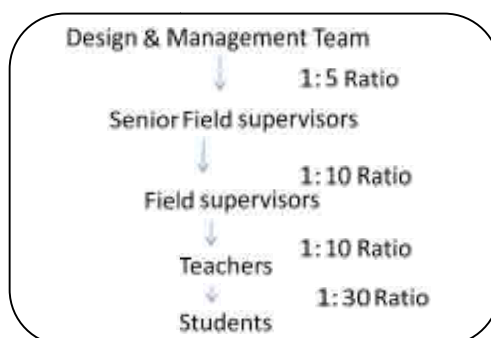 Design & Management Team
1:5 Ratio
Senior Field supervisors
1:10 Ratio
Field supervisors
1:10 Ratio
Teachers
1:30 Ratio
Students